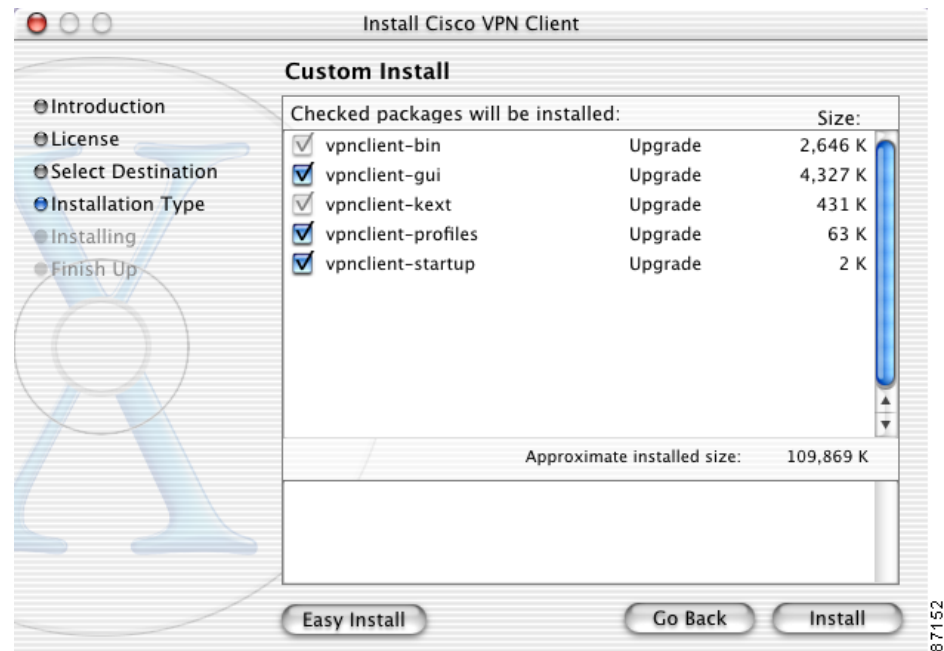 Install Cisco VPN Client
Custom Install
Introduction
License
Select Destination
Installation Type
Installing
Finish Up
Checked packages will be installed: Size:
vpnclient-bin Upgrade 2,646 K
vpnclient-gui Upgrade 4,327 K
vpnclient-kext Upgrade 431 K
vpnclient-profiles Upgrade 63 K
vpnclient-startup Upgrade 2 K
Approximate installed size: 109,869 K
Easy Install Go Back Install
87152